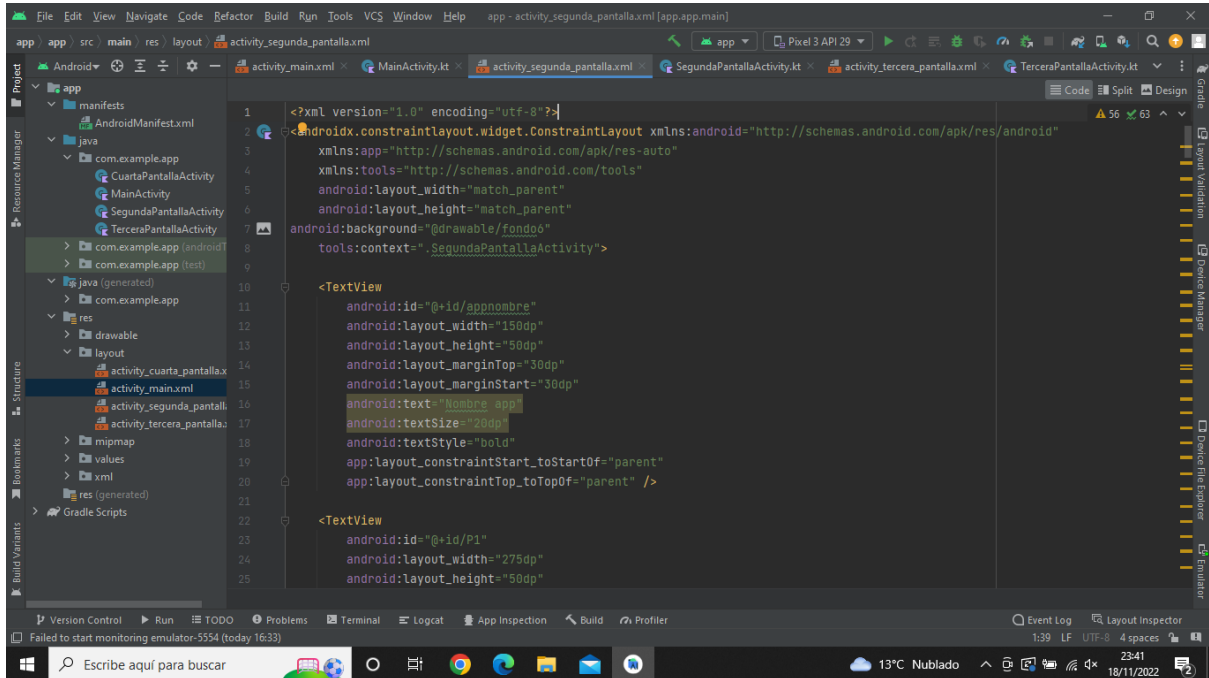 File Edit View Navigate Code Refactor Build Run Tools VCS Window Help app - activity_segunda_pantalla.xml [app.app.main]
app 〉 app 〉 src 〉 main 〉 res 〉 layout 〉 activity_segunda_pantalla.xml
app Pixel 3 API 29
Android
activity_main.xml MainActivity.kt activity_segunda_pantalla.xml SegundaPantallaActivity.kt activity_tercera_pantalla.xml TerceraPantallaActivity.kt
Code Split Design
56 63
Project
Resource Manager
Structure
Bookmarks
Build Variants
app
manifests
AndroidManifest.xml
java
com.example.app
CuartaPantallaActivity
MainActivity
SegundaPantallaActivity
TerceraPantallaActivity
com.example.app (androidT
com.example.app (test)
java (generated)
com.example.app
res
drawable
layout
activity_cuarta_pantalla.x
activity_main.xml
activity_segunda_pantall
activity_tercera_pantalla.
mipmap
values
xml
res (generated)
Gradle Scripts
1 <?xml version="1.0" encoding="utf-8"?>
2 <androidx.constraintlayout.widget.ConstraintLayout xmlns:android="http://schemas.android.com/apk/res/android"
3 xmlns:app="http://schemas.android.com/apk/res-auto"
4 xmlns:tools="http://schemas.android.com/tools"
5 android:layout_width="match_parent"
6 android:layout_height="match_parent"
7 android:background="@drawable/fondo6"
8 tools:context=".SegundaPantallaActivity">
9
10 <TextView
11 android:id="@+id/appnombre"
12 android:layout_width="150dp"
13 android:layout_height="50dp"
14 android:layout_marginTop="30dp"
15 android:layout_marginStart="30dp"
16 android:text="Nombre app"
17 android:textSize="20dp"
18 android:textStyle="bold"
19 app:layout_constraintStart_toStartOf="parent"
20 app:layout_constraintTop_toTopOf="parent" />
21
22 <TextView
23 android:id="@+id/P1"
24 android:layout_width="275dp"
25 android:layout_height="50dp"
Gradle
Layout Validation
Device Manager
Device File Explorer
Emulator
Version Control Run TODO Problems Terminal Logcat App Inspection Build Profiler Event Log Layout Inspector
Failed to start monitoring emulator-5554 (today 16:33) 1:39 LF UTF-8 4 spaces
Escribe aquí para buscar 13°C Nublado 23:41
18/11/2022
2